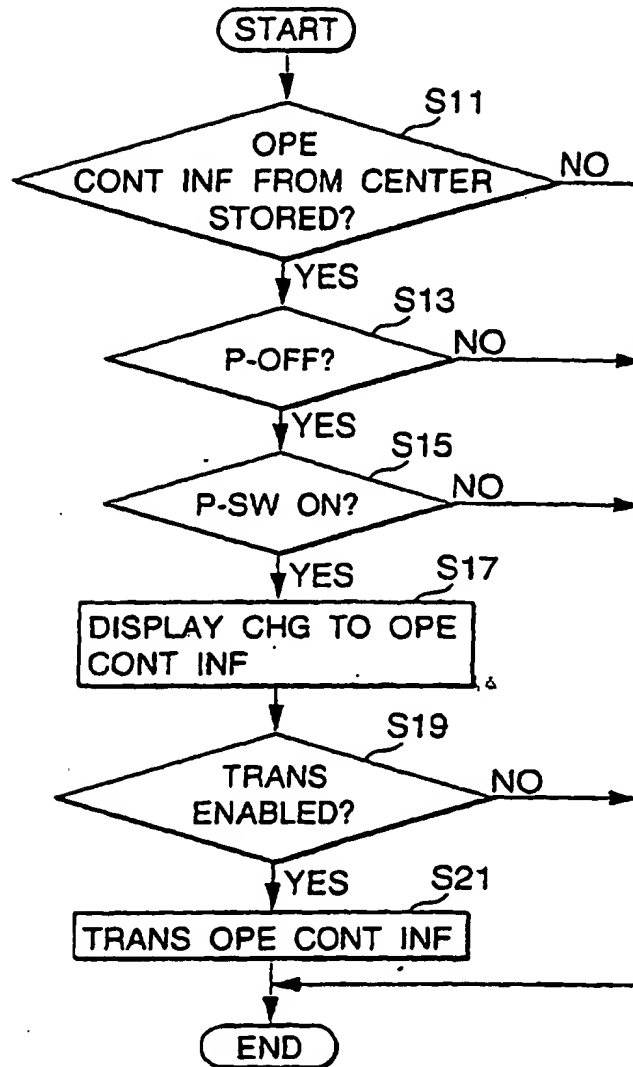 START
S11
OPE
CONT INF FROM CENTER
STORED?
NO
YES
S13
P-OFF?
NO
YES
S15
P-SW ON?
NO
YES
S17
DISPLAY CHG TO OPE
CONT INF
S19
TRANS
ENABLED?
NO
YES
S21
TRANS OPE CONT INF
END